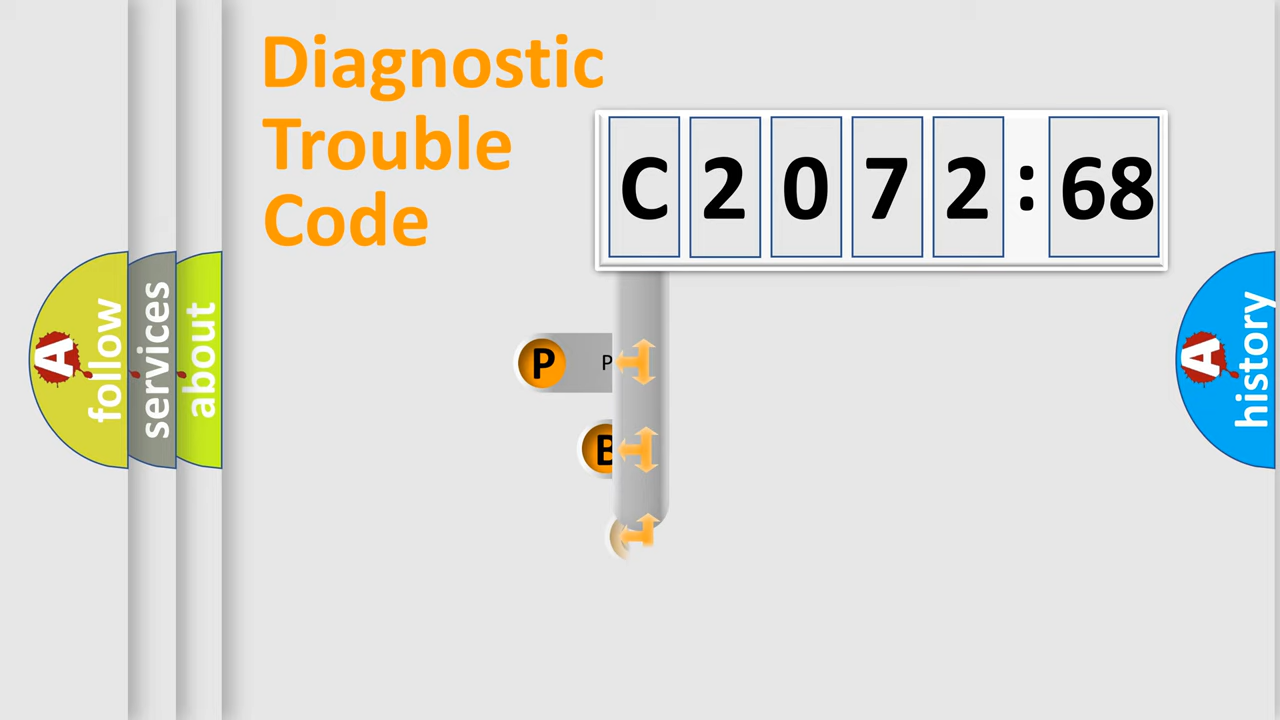 Diagnostic
Trouble
Code
C2072:68
P
P
B
A
follow
services
about
A
history